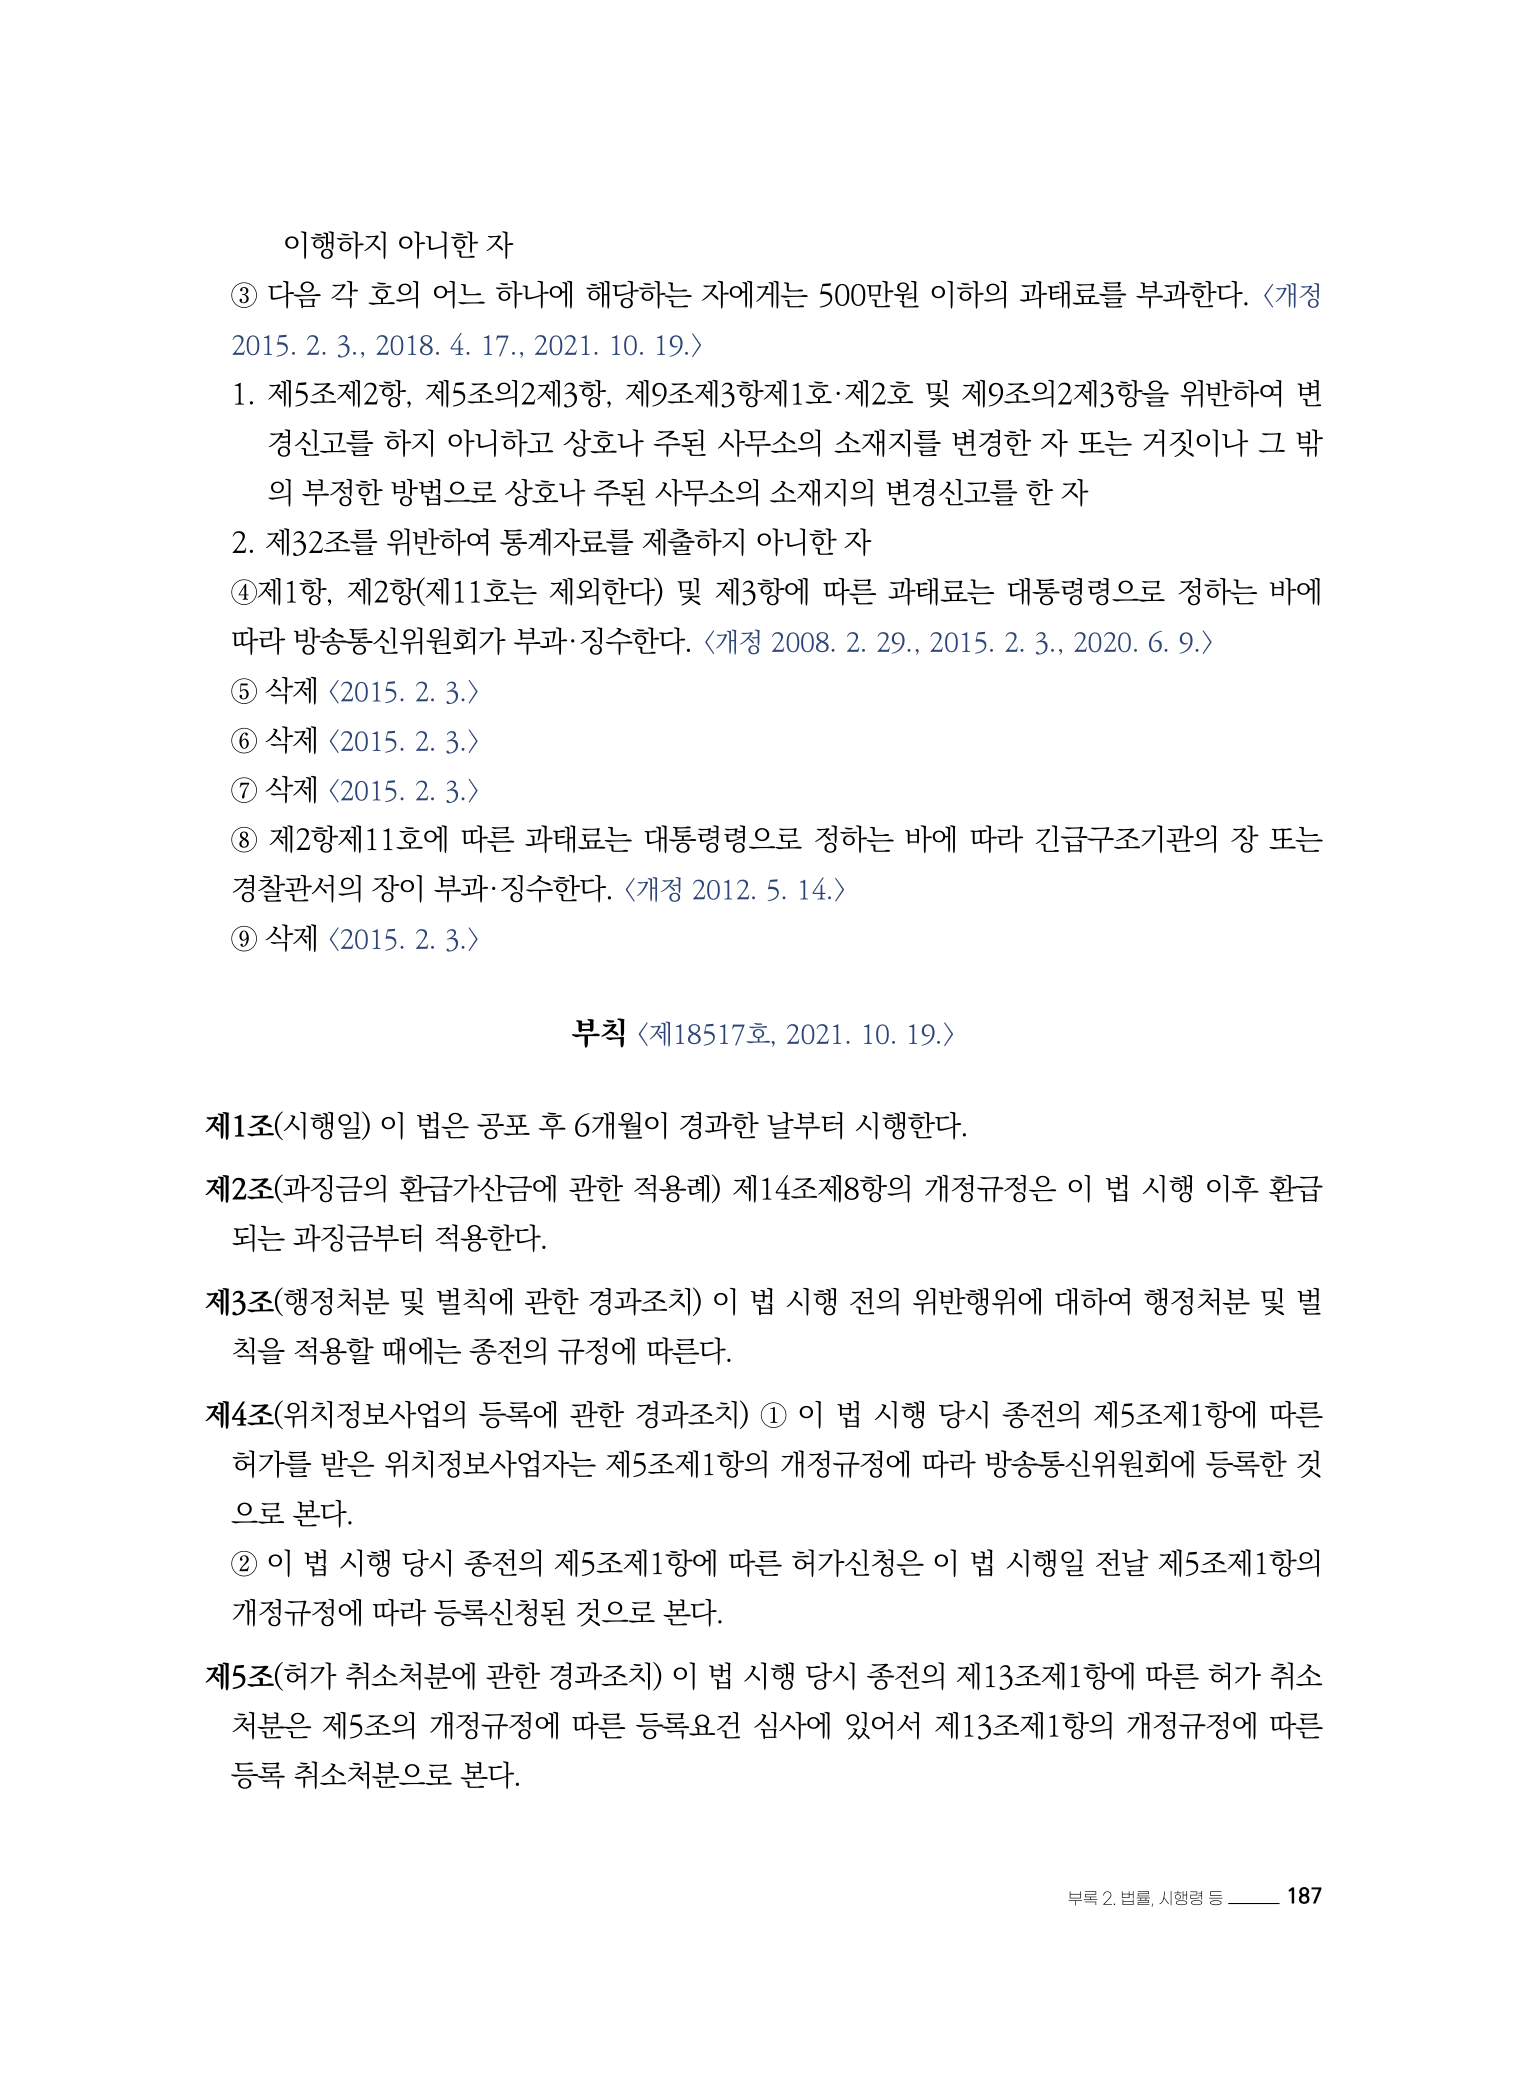 이행하지 아니한 자
③ 다음 각 호의 어느 하나에 해당하는 자에게는 500만원 이하의 과태료를 부과한다. 〈개정
2015. 2. 3., 2018. 4. 17., 2021. 10. 19.〉
1. 제5조제2항, 제5조의2제3항, 제9조제3항제1호·제2호 및 제9조의2제3항을 위반하여 변
경신고를 하지 아니하고 상호나 주된 사무소의 소재지를 변경한 자 또는 거짓이나 그 밖
의 부정한 방법으로 상호나 주된 사무소의 소재지의 변경신고를 한 자
2. 제32조를 위반하여 통계자료를 제출하지 아니한 자
④제1항, 제2항(제11호는 제외한다) 및 제3항에 따른 과태료는 대통령령으로 정하는 바에
따라 방송통신위원회가 부과·징수한다. 〈개정 2008. 2. 29., 2015. 2. 3., 2020. 6. 9.〉
⑤ 삭제 〈2015. 2. 3.〉
⑥ 삭제 〈2015. 2. 3.〉
⑦ 삭제 〈2015. 2. 3.〉
⑧ 제2항제11호에 따른 과태료는 대통령령으로 정하는 바에 따라 긴급구조기관의 장 또는
경찰관서의 장이 부과·징수한다. 〈개정 2012. 5. 14.〉
⑨ 삭제 〈2015. 2. 3.〉
부칙 〈제18517호, 2021. 10. 19.〉
제1조(시행일) 이 법은 공포 후 6개월이 경과한 날부터 시행한다.
제2조(과징금의 환급가산금에 관한 적용례) 제14조제8항의 개정규정은 이 법 시행 이후 환급
되는 과징금부터 적용한다.
제3조(행정처분 및 벌칙에 관한 경과조치) 이 법 시행 전의 위반행위에 대하여 행정처분 및 벌
칙을 적용할 때에는 종전의 규정에 따른다.
제4조(위치정보사업의 등록에 관한 경과조치) ① 이 법 시행 당시 종전의 제5조제1항에 따른
허가를 받은 위치정보사업자는 제5조제1항의 개정규정에 따라 방송통신위원회에 등록한 것
으로 본다.
② 이 법 시행 당시 종전의 제5조제1항에 따른 허가신청은 이 법 시행일 전날 제5조제1항의
개정규정에 따라 등록신청된 것으로 본다.
제5조(허가 취소처분에 관한 경과조치) 이 법 시행 당시 종전의 제13조제1항에 따른 허가 취소
처분은 제5조의 개정규정에 따른 등록요건 심사에 있어서 제13조제1항의 개정규정에 따른
등록 취소처분으로 본다.
부록 2. 법률, 시행령 등 187